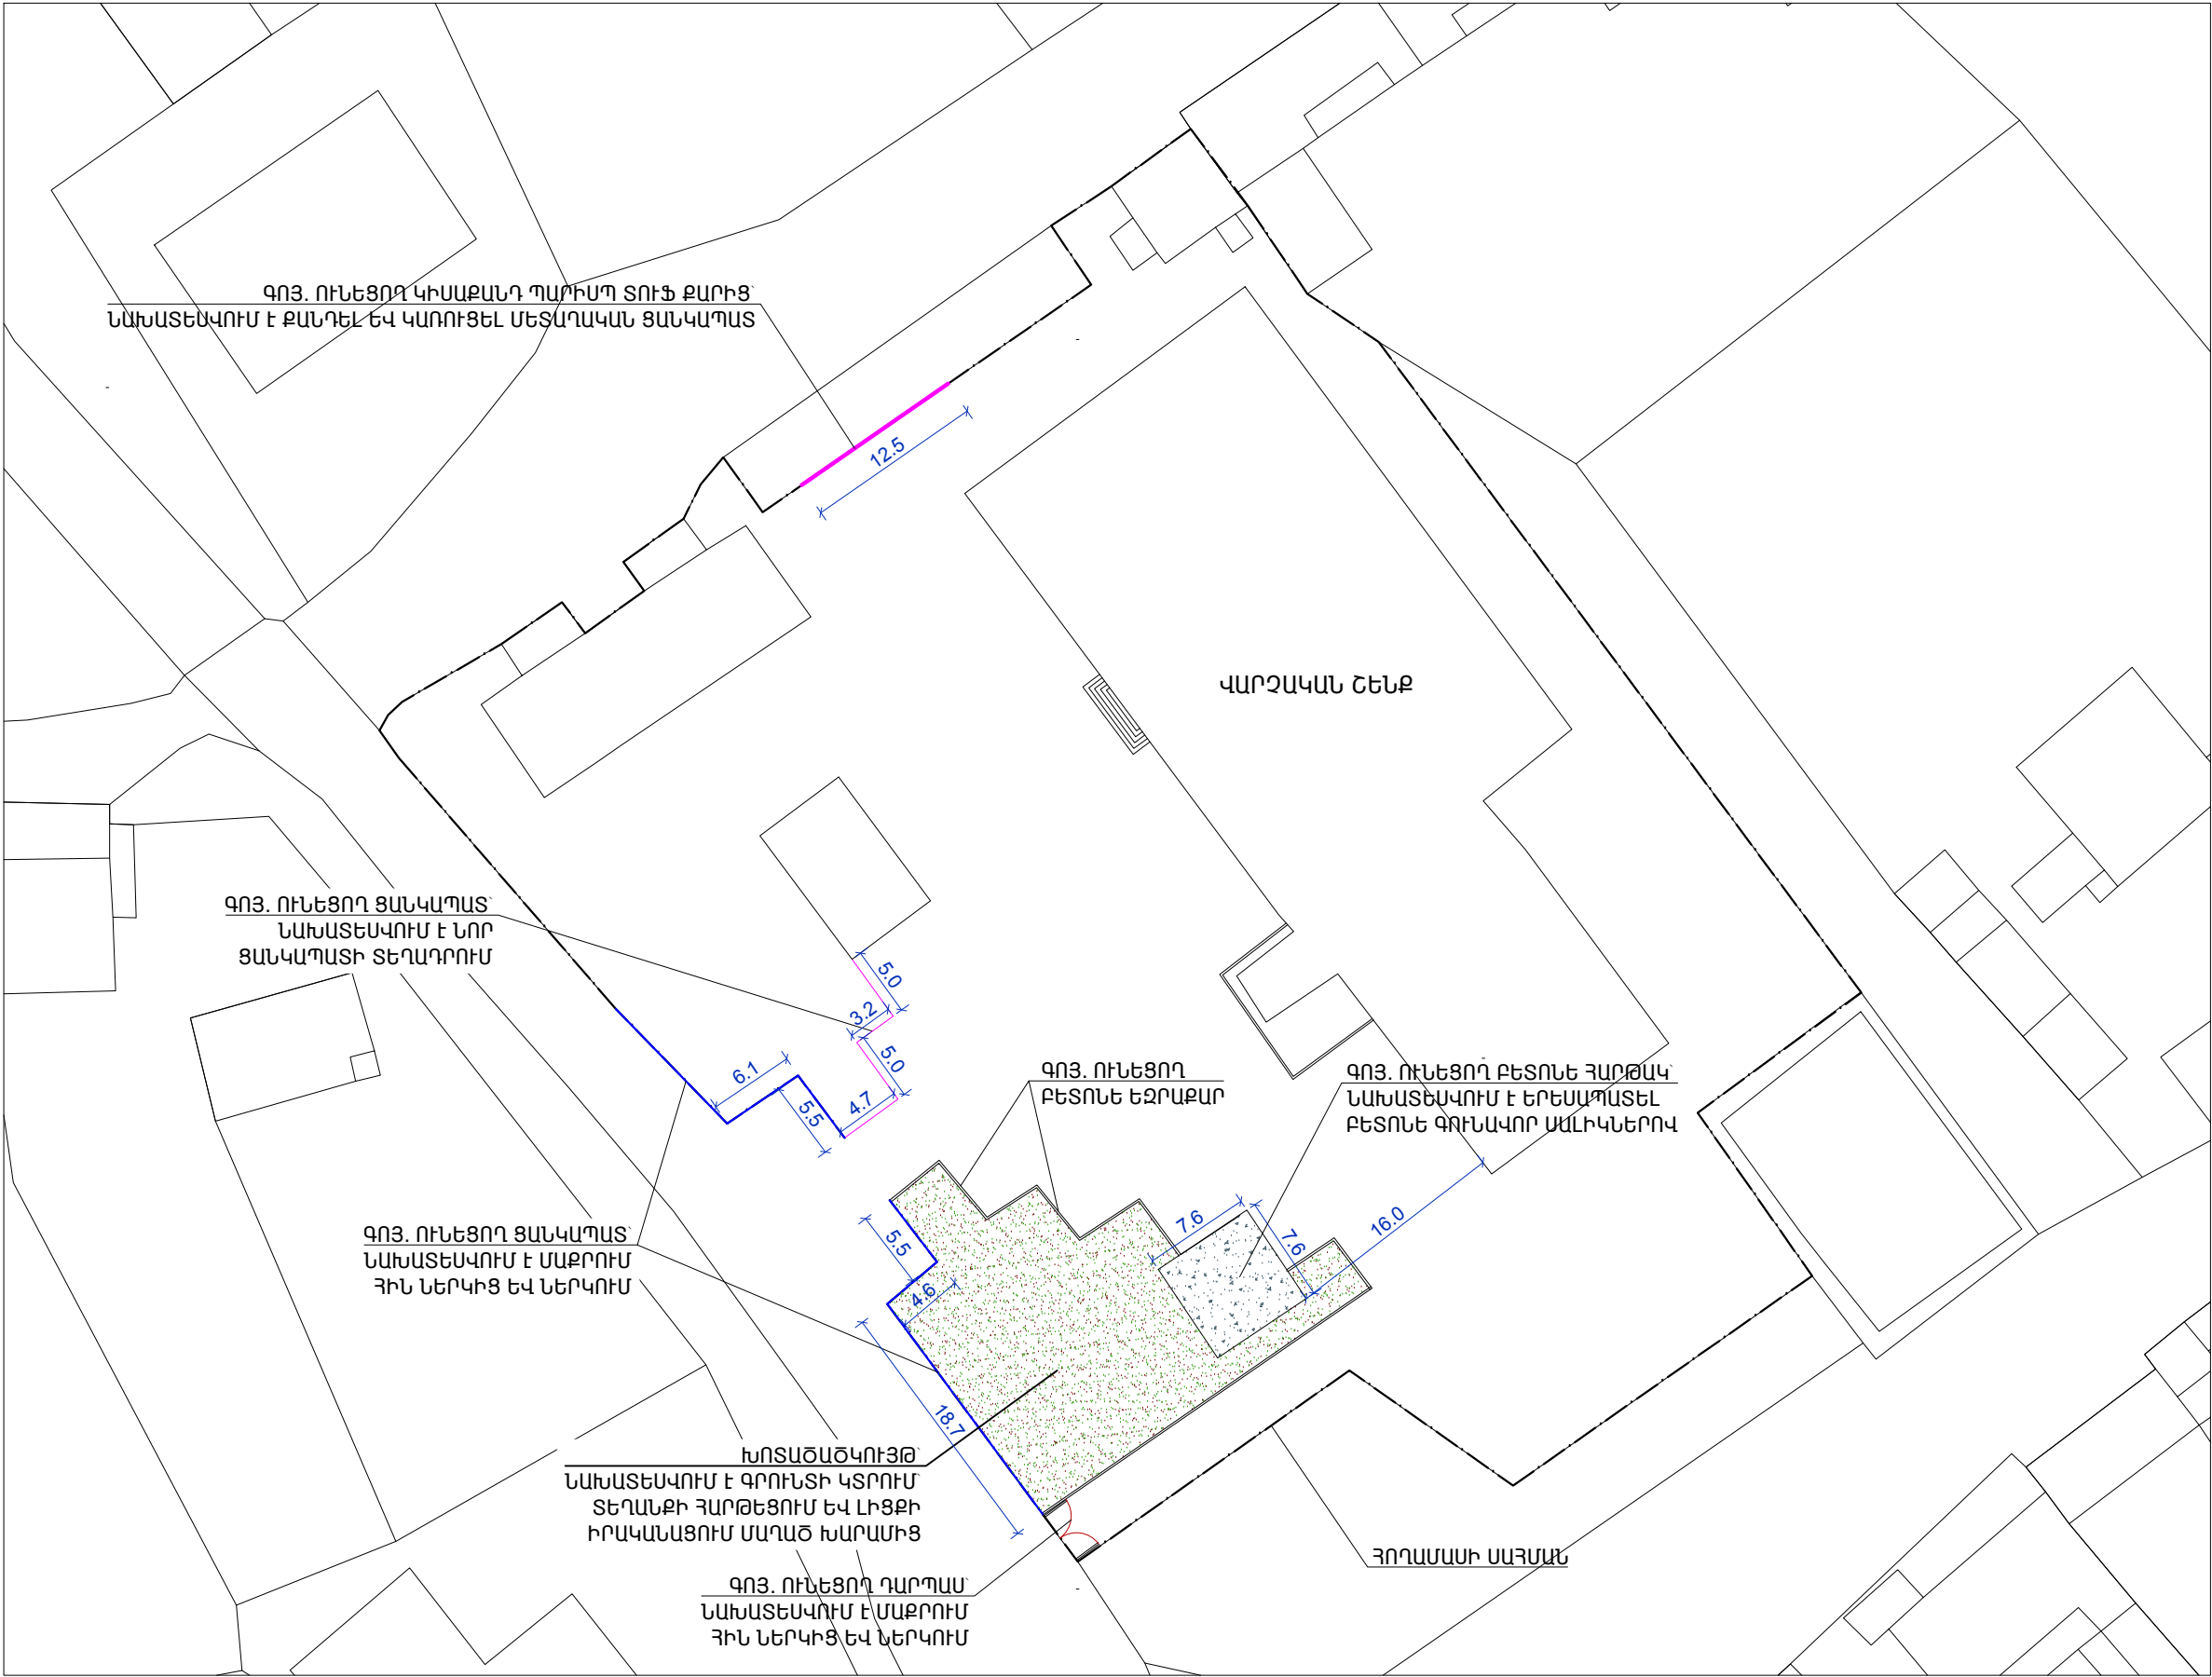 ԳՈՅ. ՈՒՆԵՑՈՂ ԿԻՍԱՔԱՆԴ ՊԱՐԻՍՊ ՏՈՒՖ ՔԱՐԻՑ՝
ՆԱԽԱՏԵՍՎՈՒՄ Է ՔԱՆԴԵԼ ԵՎ ԿԱՌՈՒՑԵԼ ՄԵՏԱՂԱԿԱՆ ՑԱՆԿԱՊԱՏ
12.5
ՎԱՐՉԱԿԱՆ ՇԵՆՔ
ԳՈՅ. ՈՒՆԵՑՈՂ ՑԱՆԿԱՊԱՏ՝
ՆԱԽԱՏԵՍՎՈՒՄ Է ՆՈՐ
ՑԱՆԿԱՊԱՏԻ ՏԵՂԱԴՐՈՒՄ
5.0
3.2
5.0
6.1
5.5
4.7
ԳՈՅ. ՈՒՆԵՑՈՂ
ԲԵՏՈՆԵ ԵԶՐԱՔԱՐ
ԳՈՅ. ՈՒՆԵՑՈՂ ԲԵՏՈՆԵ ՀԱՐԹԱԿ՝
ՆԱԽԱՏԵՍՎՈՒՄ Է ԵՐԵՍԱՊԱՏԵԼ
ԲԵՏՈՆԵ ԳՈՒՆԱՎՈՐ ՍԱԼԻԿՆԵՐՈՎ
7.6
7.6
16.0
5.5
4.6
18.7
ԳՈՅ. ՈՒՆԵՑՈՂ ՑԱՆԿԱՊԱՏ՝
ՆԱԽԱՏԵՍՎՈՒՄ Է ՄԱՔՐՈՒՄ
ՀԻՆ ՆԵՐԿԻՑ ԵՎ ՆԵՐԿՈՒՄ
ԽՈՏԱԾԱԾԿՈՒՅԹ՝
ՆԱԽԱՏԵՍՎՈՒՄ Է ԳՐՈՒՆՏԻ ԿՏՐՈՒՄ՝
ՏԵՂԱՆՔԻ ՀԱՐԹԵՑՈՒՄ ԵՎ ԼԻՑՔԻ
ԻՐԱԿԱՆԱՑՈՒՄ ՄԱՂԱԾ ԽԱՐԱՄԻՑ
ԳՈՅ. ՈՒՆԵՑՈՂ ԴԱՐՊԱՍ՝
ՆԱԽԱՏԵՍՎՈՒՄ Է ՄԱՔՐՈՒՄ
ՀԻՆ ՆԵՐԿԻՑ ԵՎ ՆԵՐԿՈՒՄ
ՀՈՂԱՄԱՍԻ ՍԱՀՄԱՆ